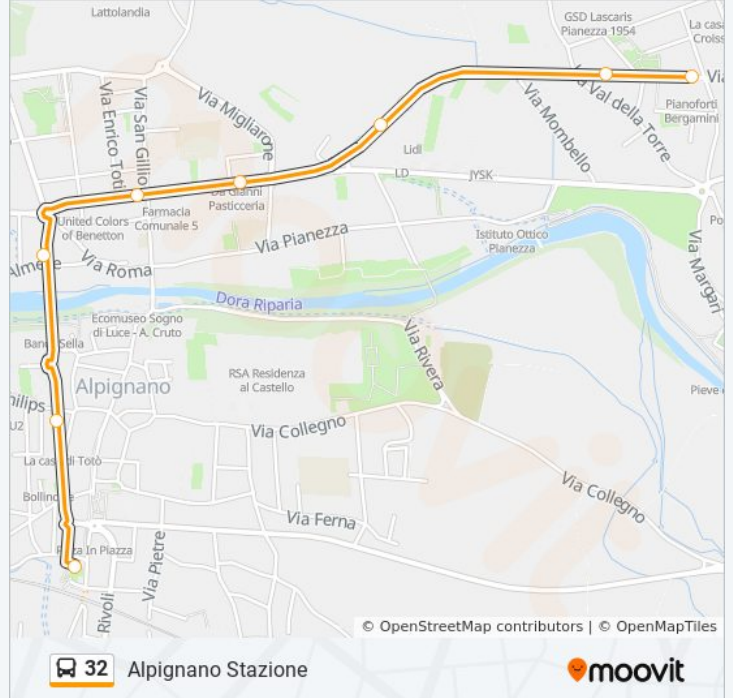 Lattolandia
GSD Lascaris
Pianezza 1954
La casa
Croiss
Via Enrico Toti
Via San Gillio
Via Migliarone
Via
La Val della Torre
Via Mombello
Pianoforti
Bergamini
Lidl
LD
JYSK
Da Gianni
Pasticceria
United Colors
of Benetton
Farmacia
Comunale 5
Via Pianezza
Istituto Ottico
Pianezza
Po
Via Margari
Almese
Via Roma
Dora Riparia
Ecomuseo Sogno
di Luce - A. Cruto
Banca Sella
Via Rivera
RSA Residenza
al Castello
Alpignano
Pieve
hilips
U2
Via Collegno
La casa di Totò
Via Collegno
Bollino
Via Ferna
Pizza In Piazza
Via Pietre
Rivoli
© OpenStreetMap contributors | © OpenMapTiles
32 Alpignano Stazione
moovit